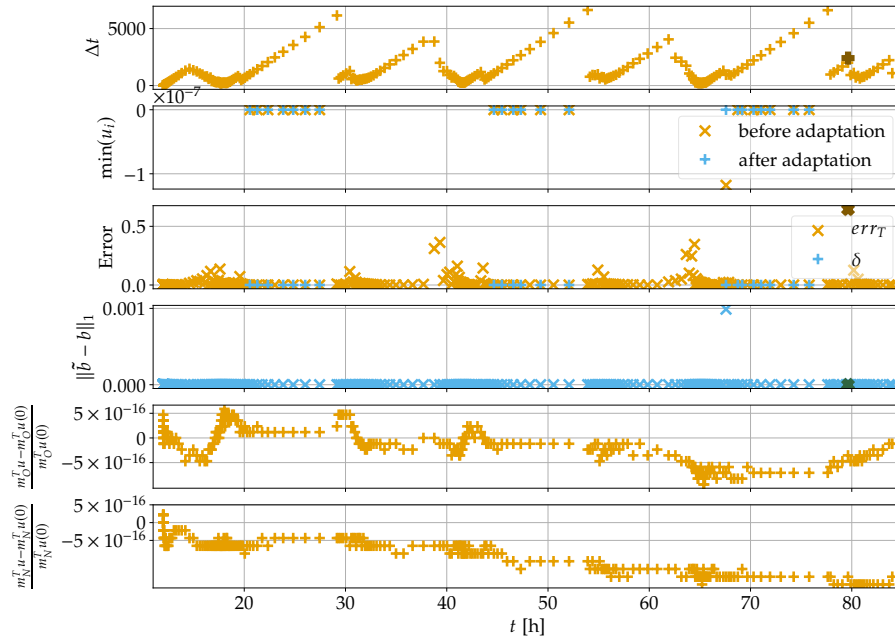 5000
0
Δt
×10⁻⁷
0
−1
min(uᵢ)
before adaptation
after adaptation
0.5
0.0
Error
err_T
δ
0.001
0.000
‖b̃ − b‖₁
5 × 10⁻¹⁶
0
−5 × 10⁻¹⁶
m_O^T u − m_O^T u(0)
m_O^T u(0)
5 × 10⁻¹⁶
0
−5 × 10⁻¹⁶
m_N^T u − m_N^T u(0)
m_N^T u(0)
20 30 40 50 60 70 80
t [h]